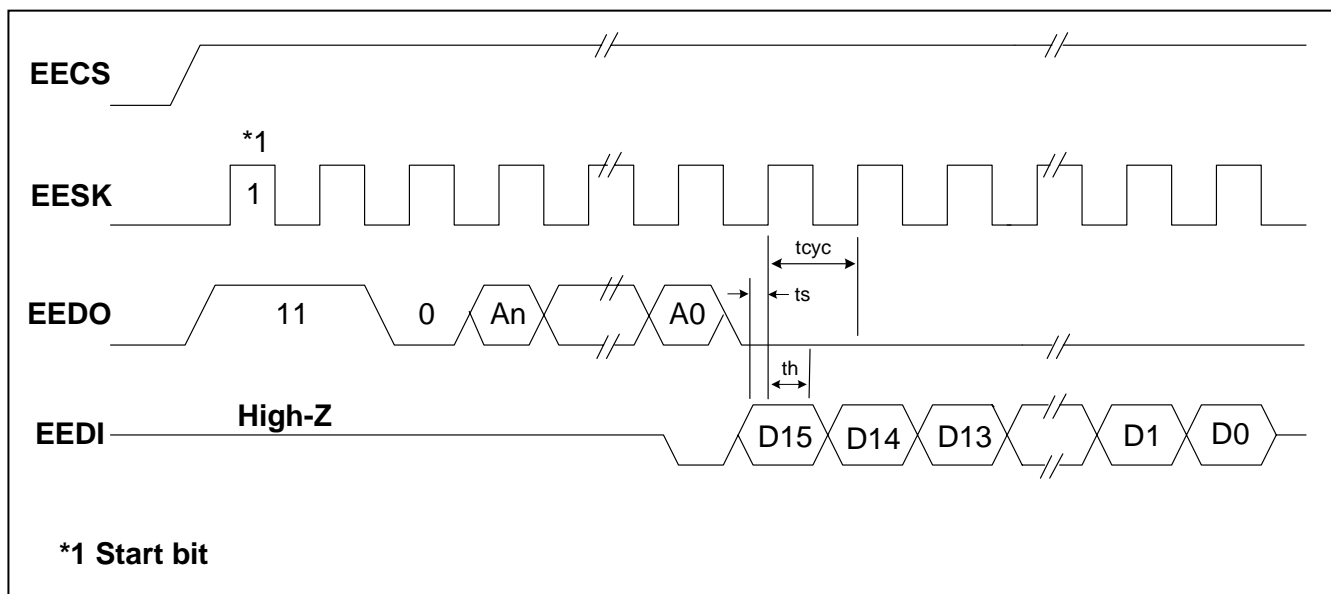 EECS
*1
EESK
1
tcyc
ts
EEDO
11
0
An
A0
th
High-Z
EEDI
D15
D14
D13
D1
D0
*1 Start bit